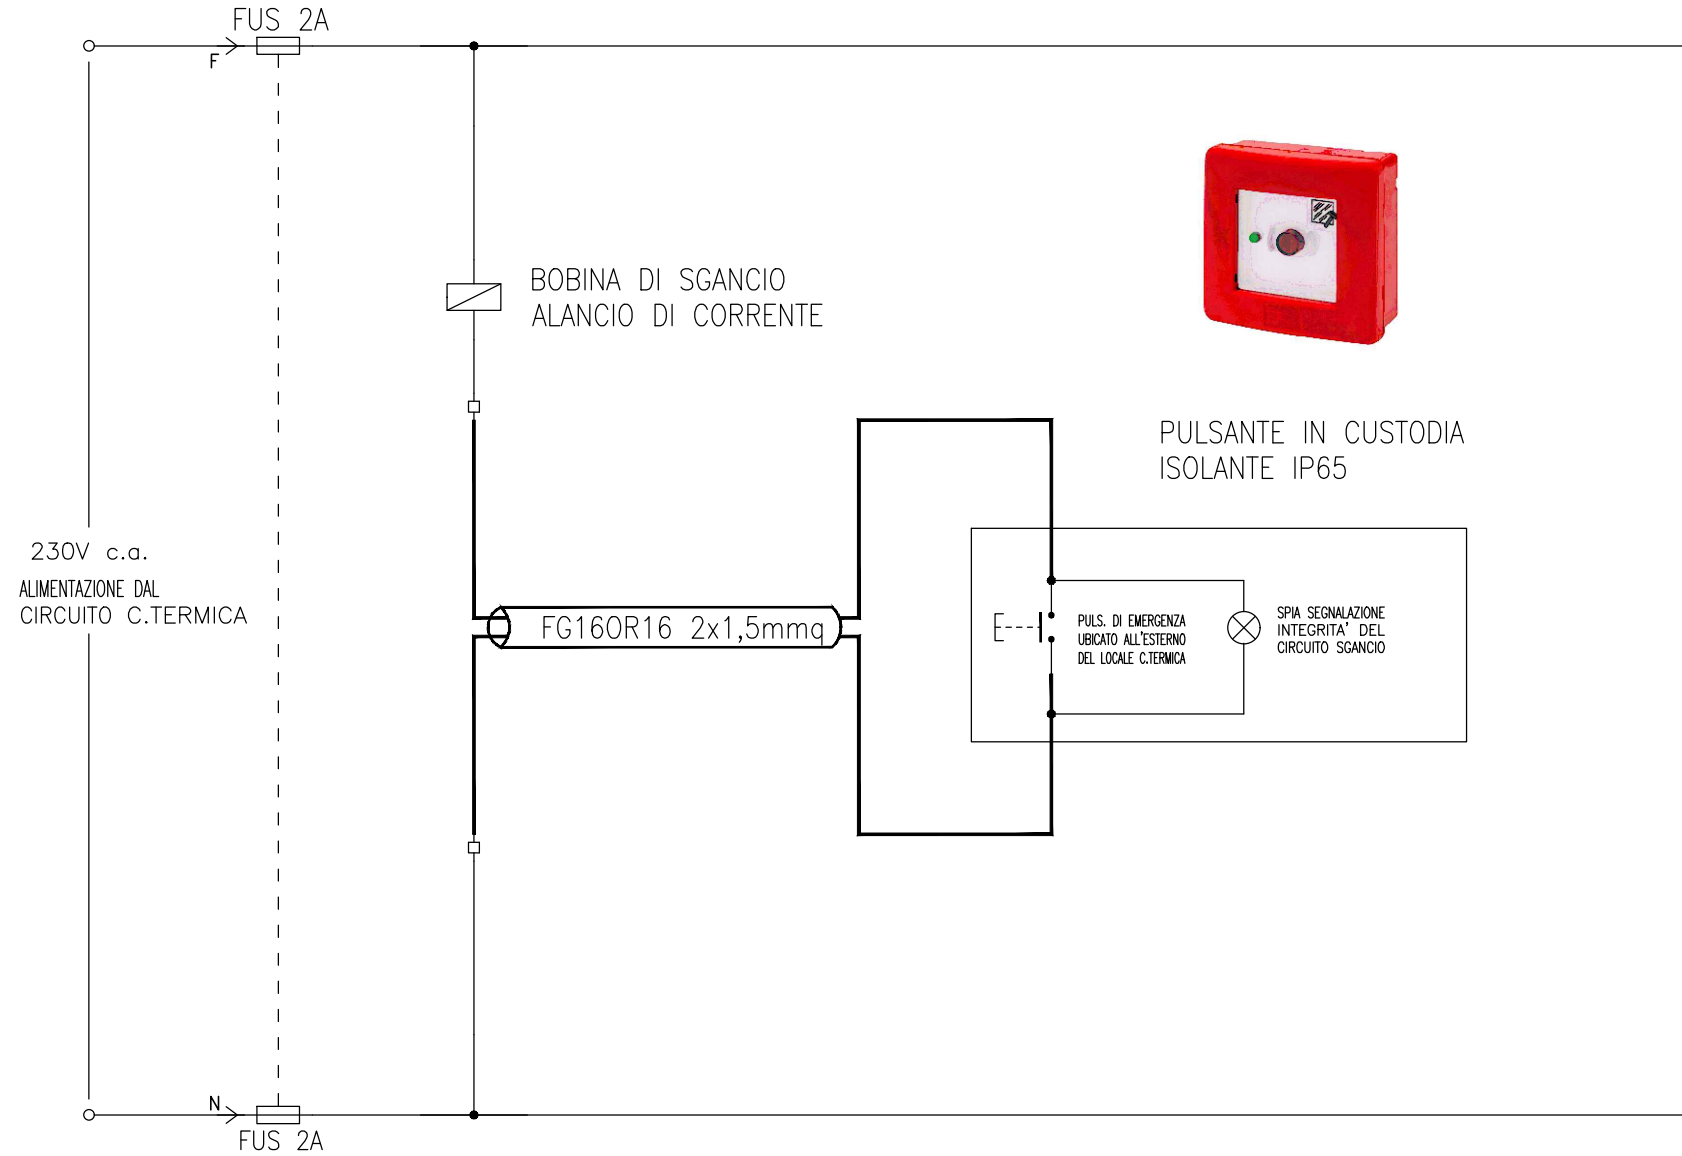 FUS 2A
F
BOBINA DI SGANCIO
ALANCIO DI CORRENTE
PULSANTE IN CUSTODIA
ISOLANTE IP65
230V c.a.
ALIMENTAZIONE DAL
CIRCUITO C.TERMICA
FG16OR16 2x1,5mmq
PULS. DI EMERGENZA
UBICATO ALL'ESTERNO
DEL LOCALE C.TERMICA
SPIA SEGNALAZIONE
INTEGRITA' DEL
CIRCUITO SGANCIO
N
FUS 2A